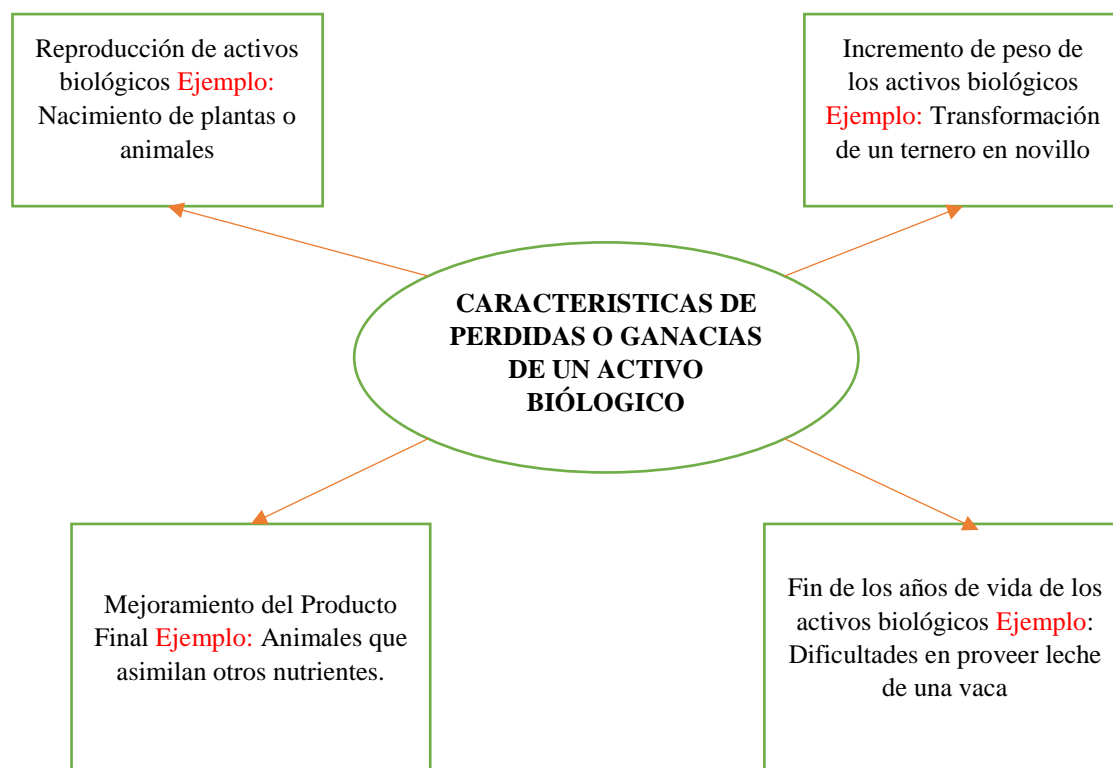 Reproducción de activos
biológicos Ejemplo:
Nacimiento de plantas o
animales
Incremento de peso de
los activos biológicos
Ejemplo: Transformación
de un ternero en novillo
CARACTERISTICAS DE
PERDIDAS O GANACIAS
DE UN ACTIVO
BIÓLOGICO
Mejoramiento del Producto
Final Ejemplo: Animales que
asimilan otros nutrientes.
Fin de los años de vida de los
activos biológicos Ejemplo:
Dificultades en proveer leche
de una vaca